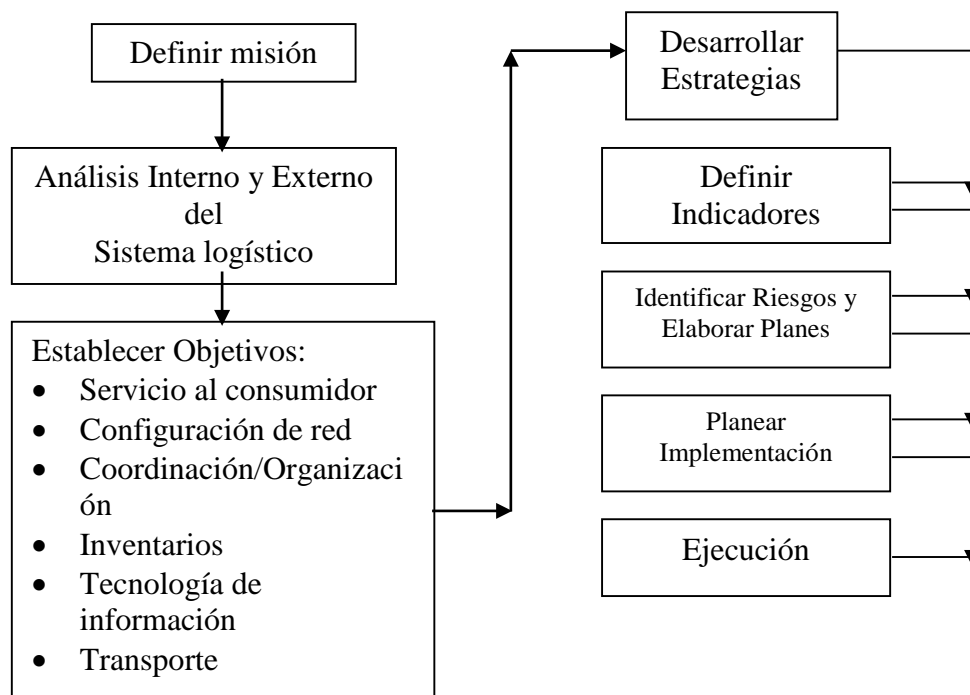 Definir misión
Análisis Interno y Externo
del
Sistema logístico
Establecer Objetivos:
• Servicio al consumidor
• Configuración de red
• Coordinación/Organizaci
ón
• Inventarios
• Tecnología de
información
• Transporte
Desarrollar
Estrategias
Definir
Indicadores
Identificar Riesgos y
Elaborar Planes
Planear
Implementación
Ejecución